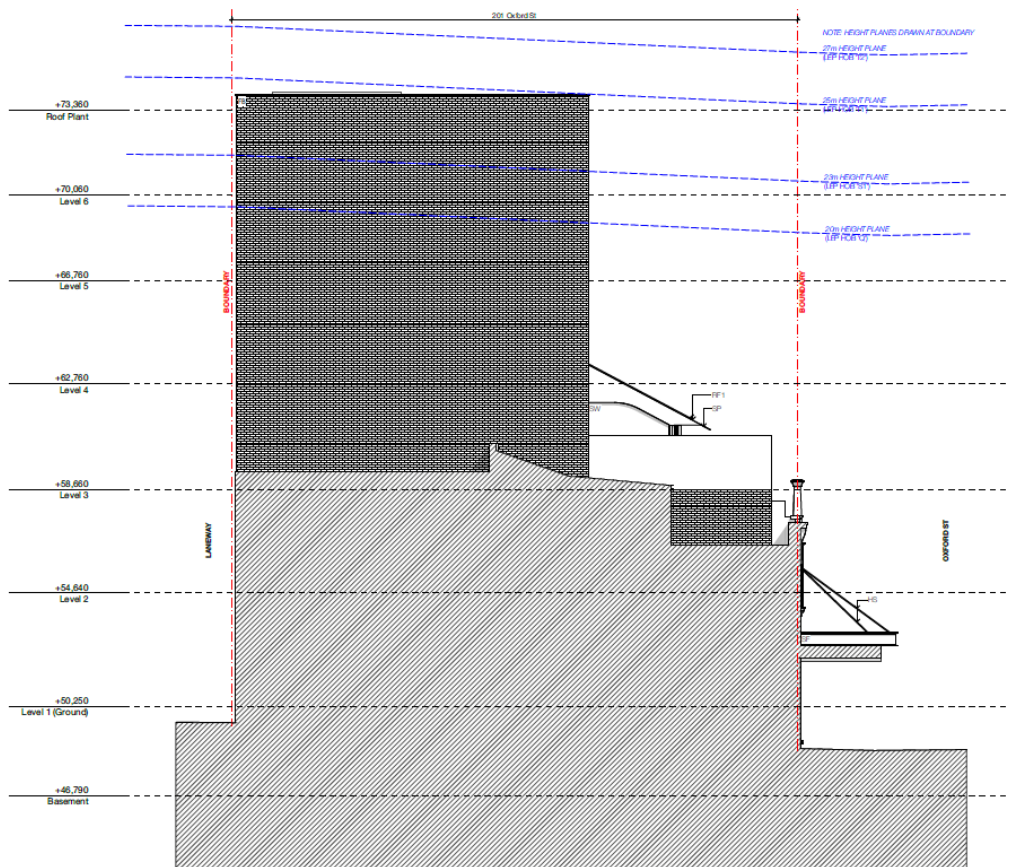 201 Oxford St
NOTE: HEIGHT PLANES DRAWN AT BOUNDARY
27m HEIGHT PLANE
25m HEIGHT PLANE
+73,360
Roof Plant
23m HEIGHT PLANE
+70,060
Level 6
20m HEIGHT PLANE
+66,760
Level 5
BOUNDARY
BOUNDARY
+62,760
Level 4
RF1
SW
SP
+58,660
Level 3
LANEWAY
OXFORD ST
+54,640
Level 2
HS
SF
+50,250
Level 1 (Ground)
+46,790
Basement